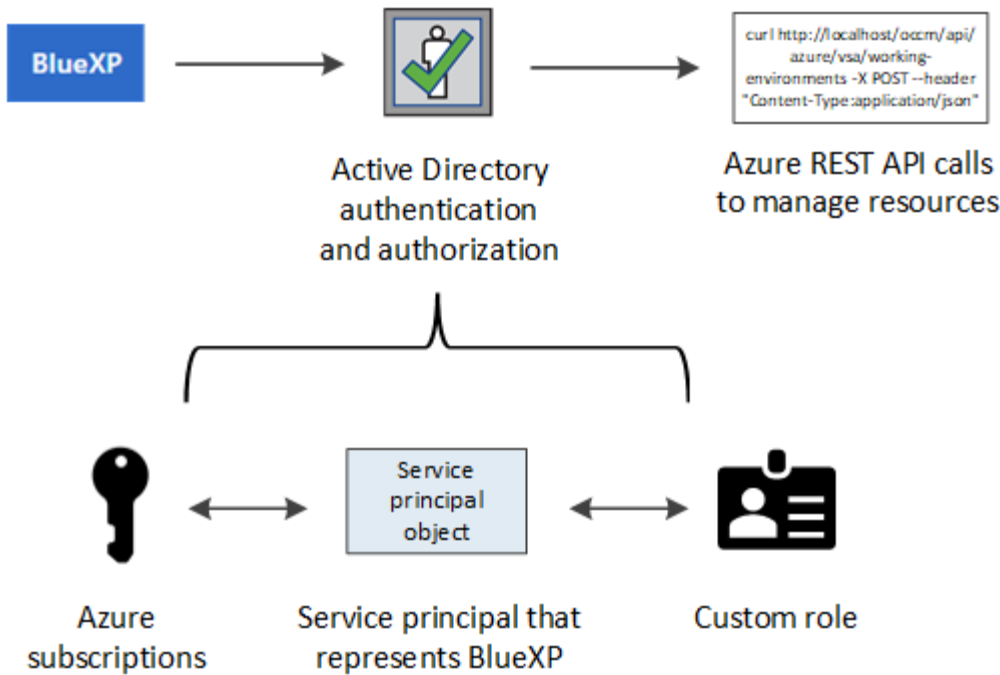 BlueXP
curl http://localhost/occm/api/
azure/vsa/working-
environments -X POST --header
"Content-Type:application/json"
Active Directory
authentication
and authorization
Azure REST API calls
to manage resources
Service
principal
object
Azure
subscriptions
Service principal that
represents BlueXP
Custom role